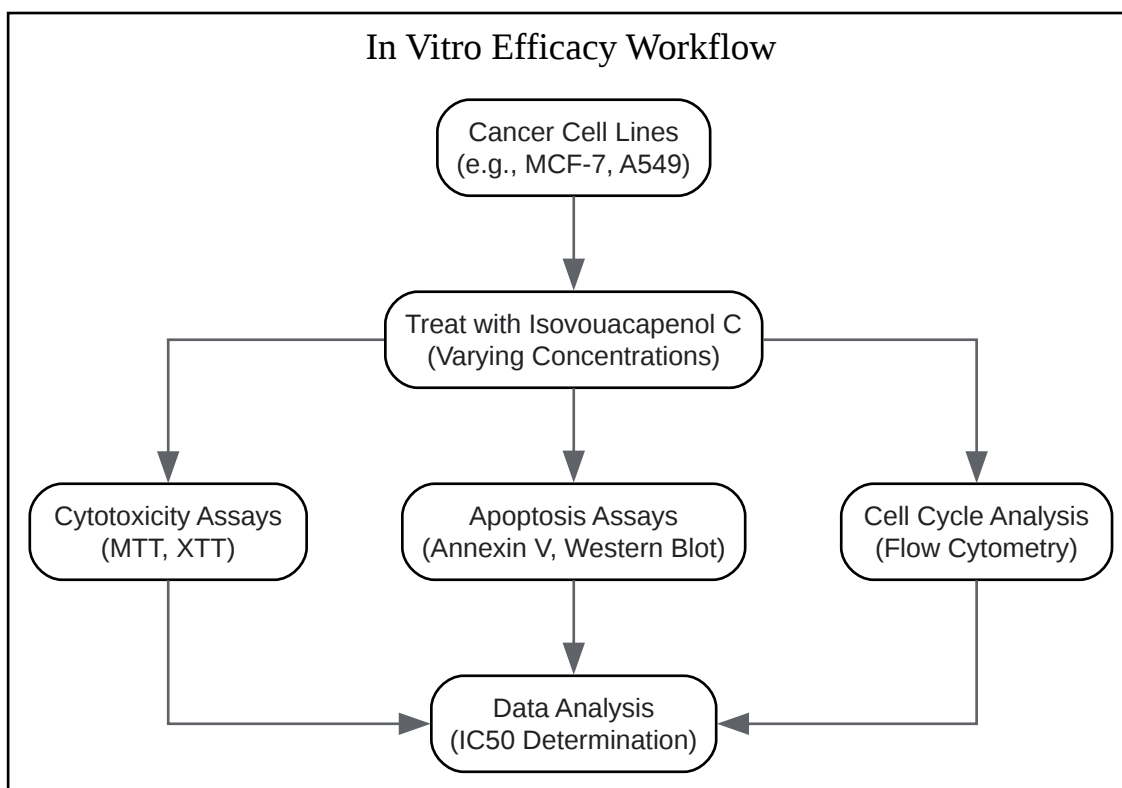 In Vitro Efficacy Workflow
Cancer Cell Lines
(e.g., MCF-7, A549)
Treat with Isovouacapenol C
(Varying Concentrations)
Cytotoxicity Assays
(MTT, XTT)
Apoptosis Assays
(Annexin V, Western Blot)
Cell Cycle Analysis
(Flow Cytometry)
Data Analysis
(IC50 Determination)